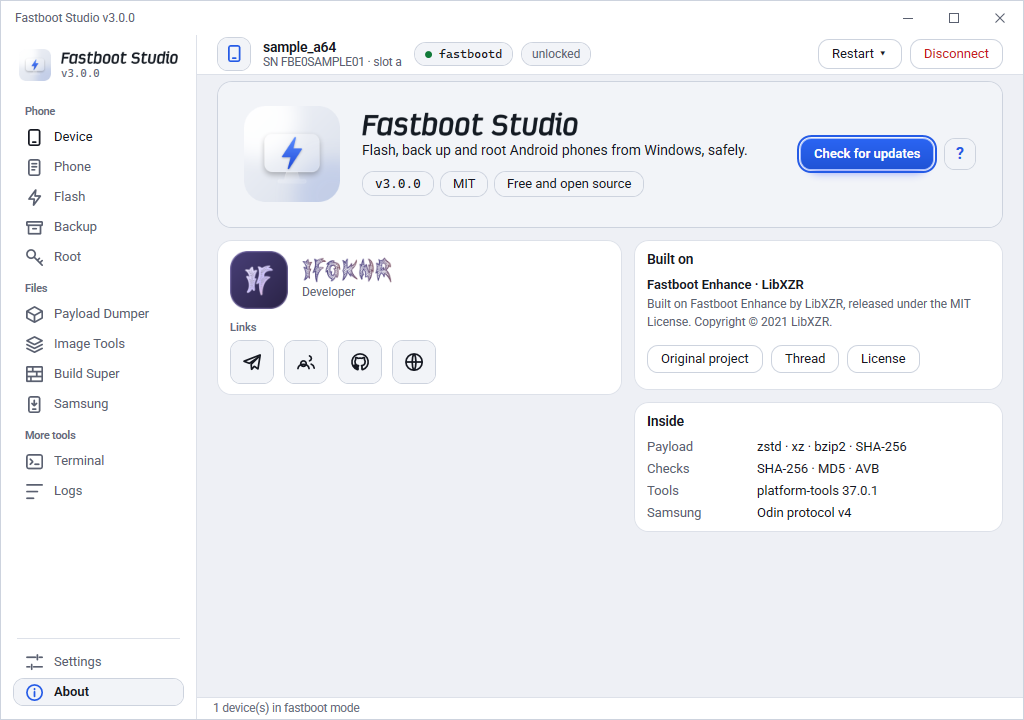 Fastboot Studio v3.0.0
Fastboot Studio
v3.0.0
Phone
Device
Phone
Flash
Backup
Root
Files
Payload Dumper
Image Tools
Build Super
Samsung
More tools
Terminal
Logs
Settings
About
sample_a64
SN FBE0SAMPLE01 · slot a
fastbootd
unlocked
Restart
Disconnect
Fastboot Studio
Flash, back up and root Android phones from Windows, safely.
v3.0.0
MIT
Free and open source
Check for updates
?
IF
IFOKNR
Developer
Links
Built on
Fastboot Enhance · LibXZR
Built on Fastboot Enhance by LibXZR, released under the MIT
License. Copyright © 2021 LibXZR.
Original project
Thread
License
Inside
Payload zstd · xz · bzip2 · SHA-256
Checks SHA-256 · MD5 · AVB
Tools platform-tools 37.0.1
Samsung Odin protocol v4
1 device(s) in fastboot mode